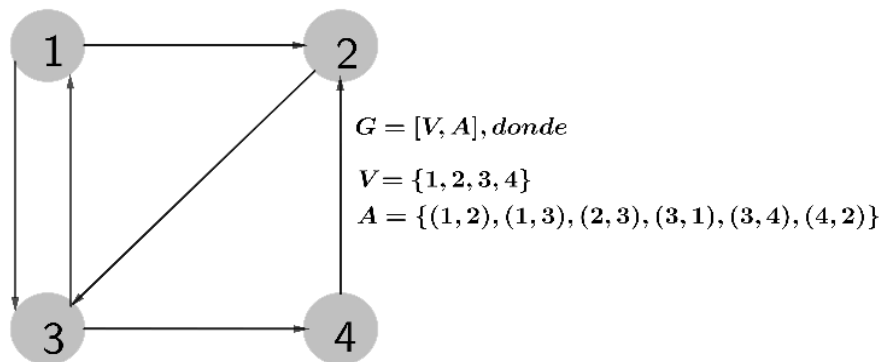 1
2
G = [V, A], donde
V = {1, 2, 3, 4}
A = {(1, 2), (1, 3), (2, 3), (3, 1), (3, 4), (4, 2)}
3
4